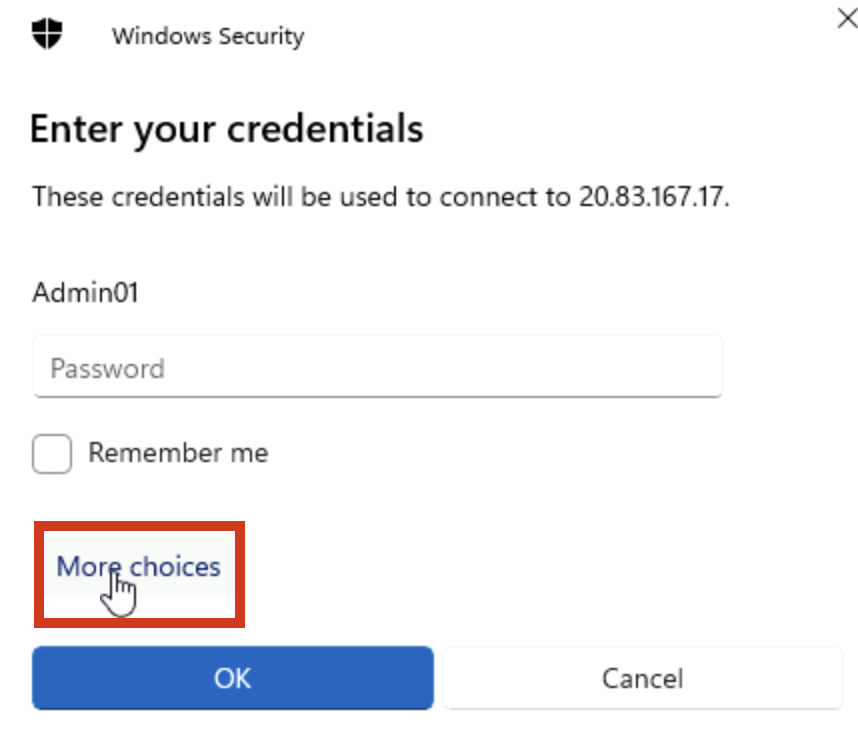 Windows Security
Enter your credentials
These credentials will be used to connect to 20.83.167.17.
Admin01
Password
Remember me
More choices
OK
Cancel